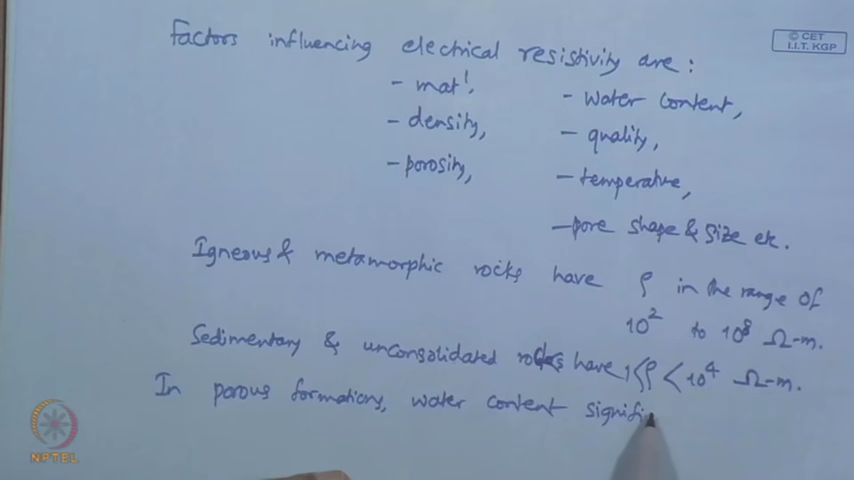 © CET
I.I.T. KGP
Factors influencing electrical resistivity are :
- mat'l,
- density,
- porosity,
- water content,
- quality,
- temperature,
- pore shape & size etc.
Igneous & metamorphic rocks have ρ in the range of
10² to 10⁸ Ω-m.
Sedimentary & unconsolidated rocks have 1<ρ<10⁴ Ω-m.
In porous formations, water content signifi
NPTEL